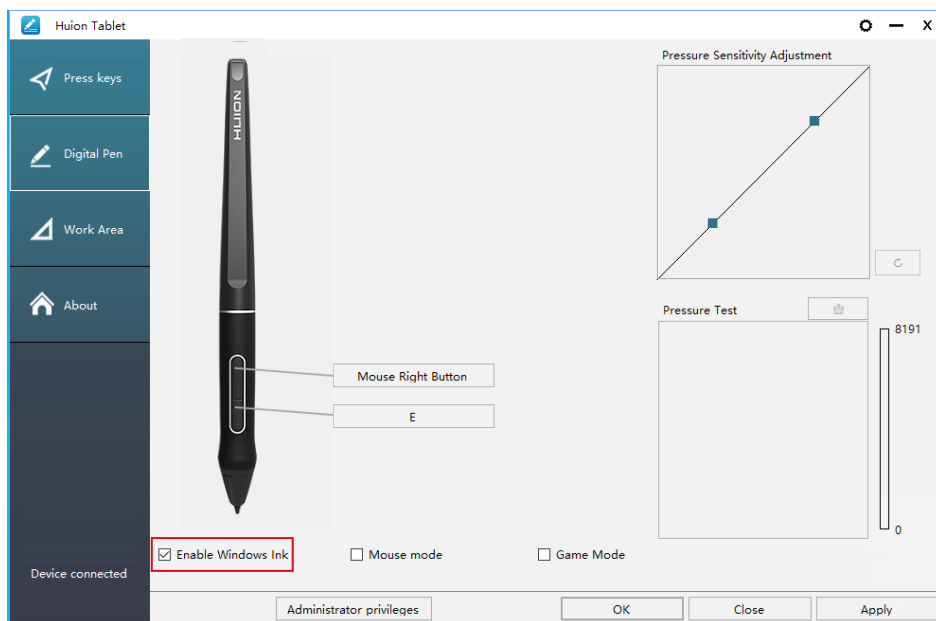 Huion Tablet
X
Press keys
Digital Pen
Work Area
About
Device connected
HUION
Mouse Right Button
E
Pressure Sensitivity Adjustment
Pressure Test
8191
0
Enable Windows Ink
Mouse mode
Game Mode
Administrator privileges
OK
Close
Apply